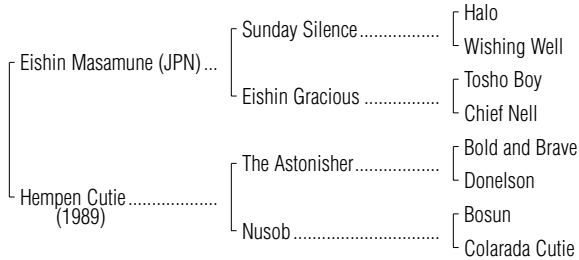 Halo
Sunday Silence..................
Wishing Well
Eishin Masamune (JPN)...
Tosho Boy
Eishin Gracious .................
Chief Nell
Bold and Brave
The Astonisher...................
Donelson
Hempen Cutie....................
(1989)
Bosun
Nusob.................................
Colarada Cutie